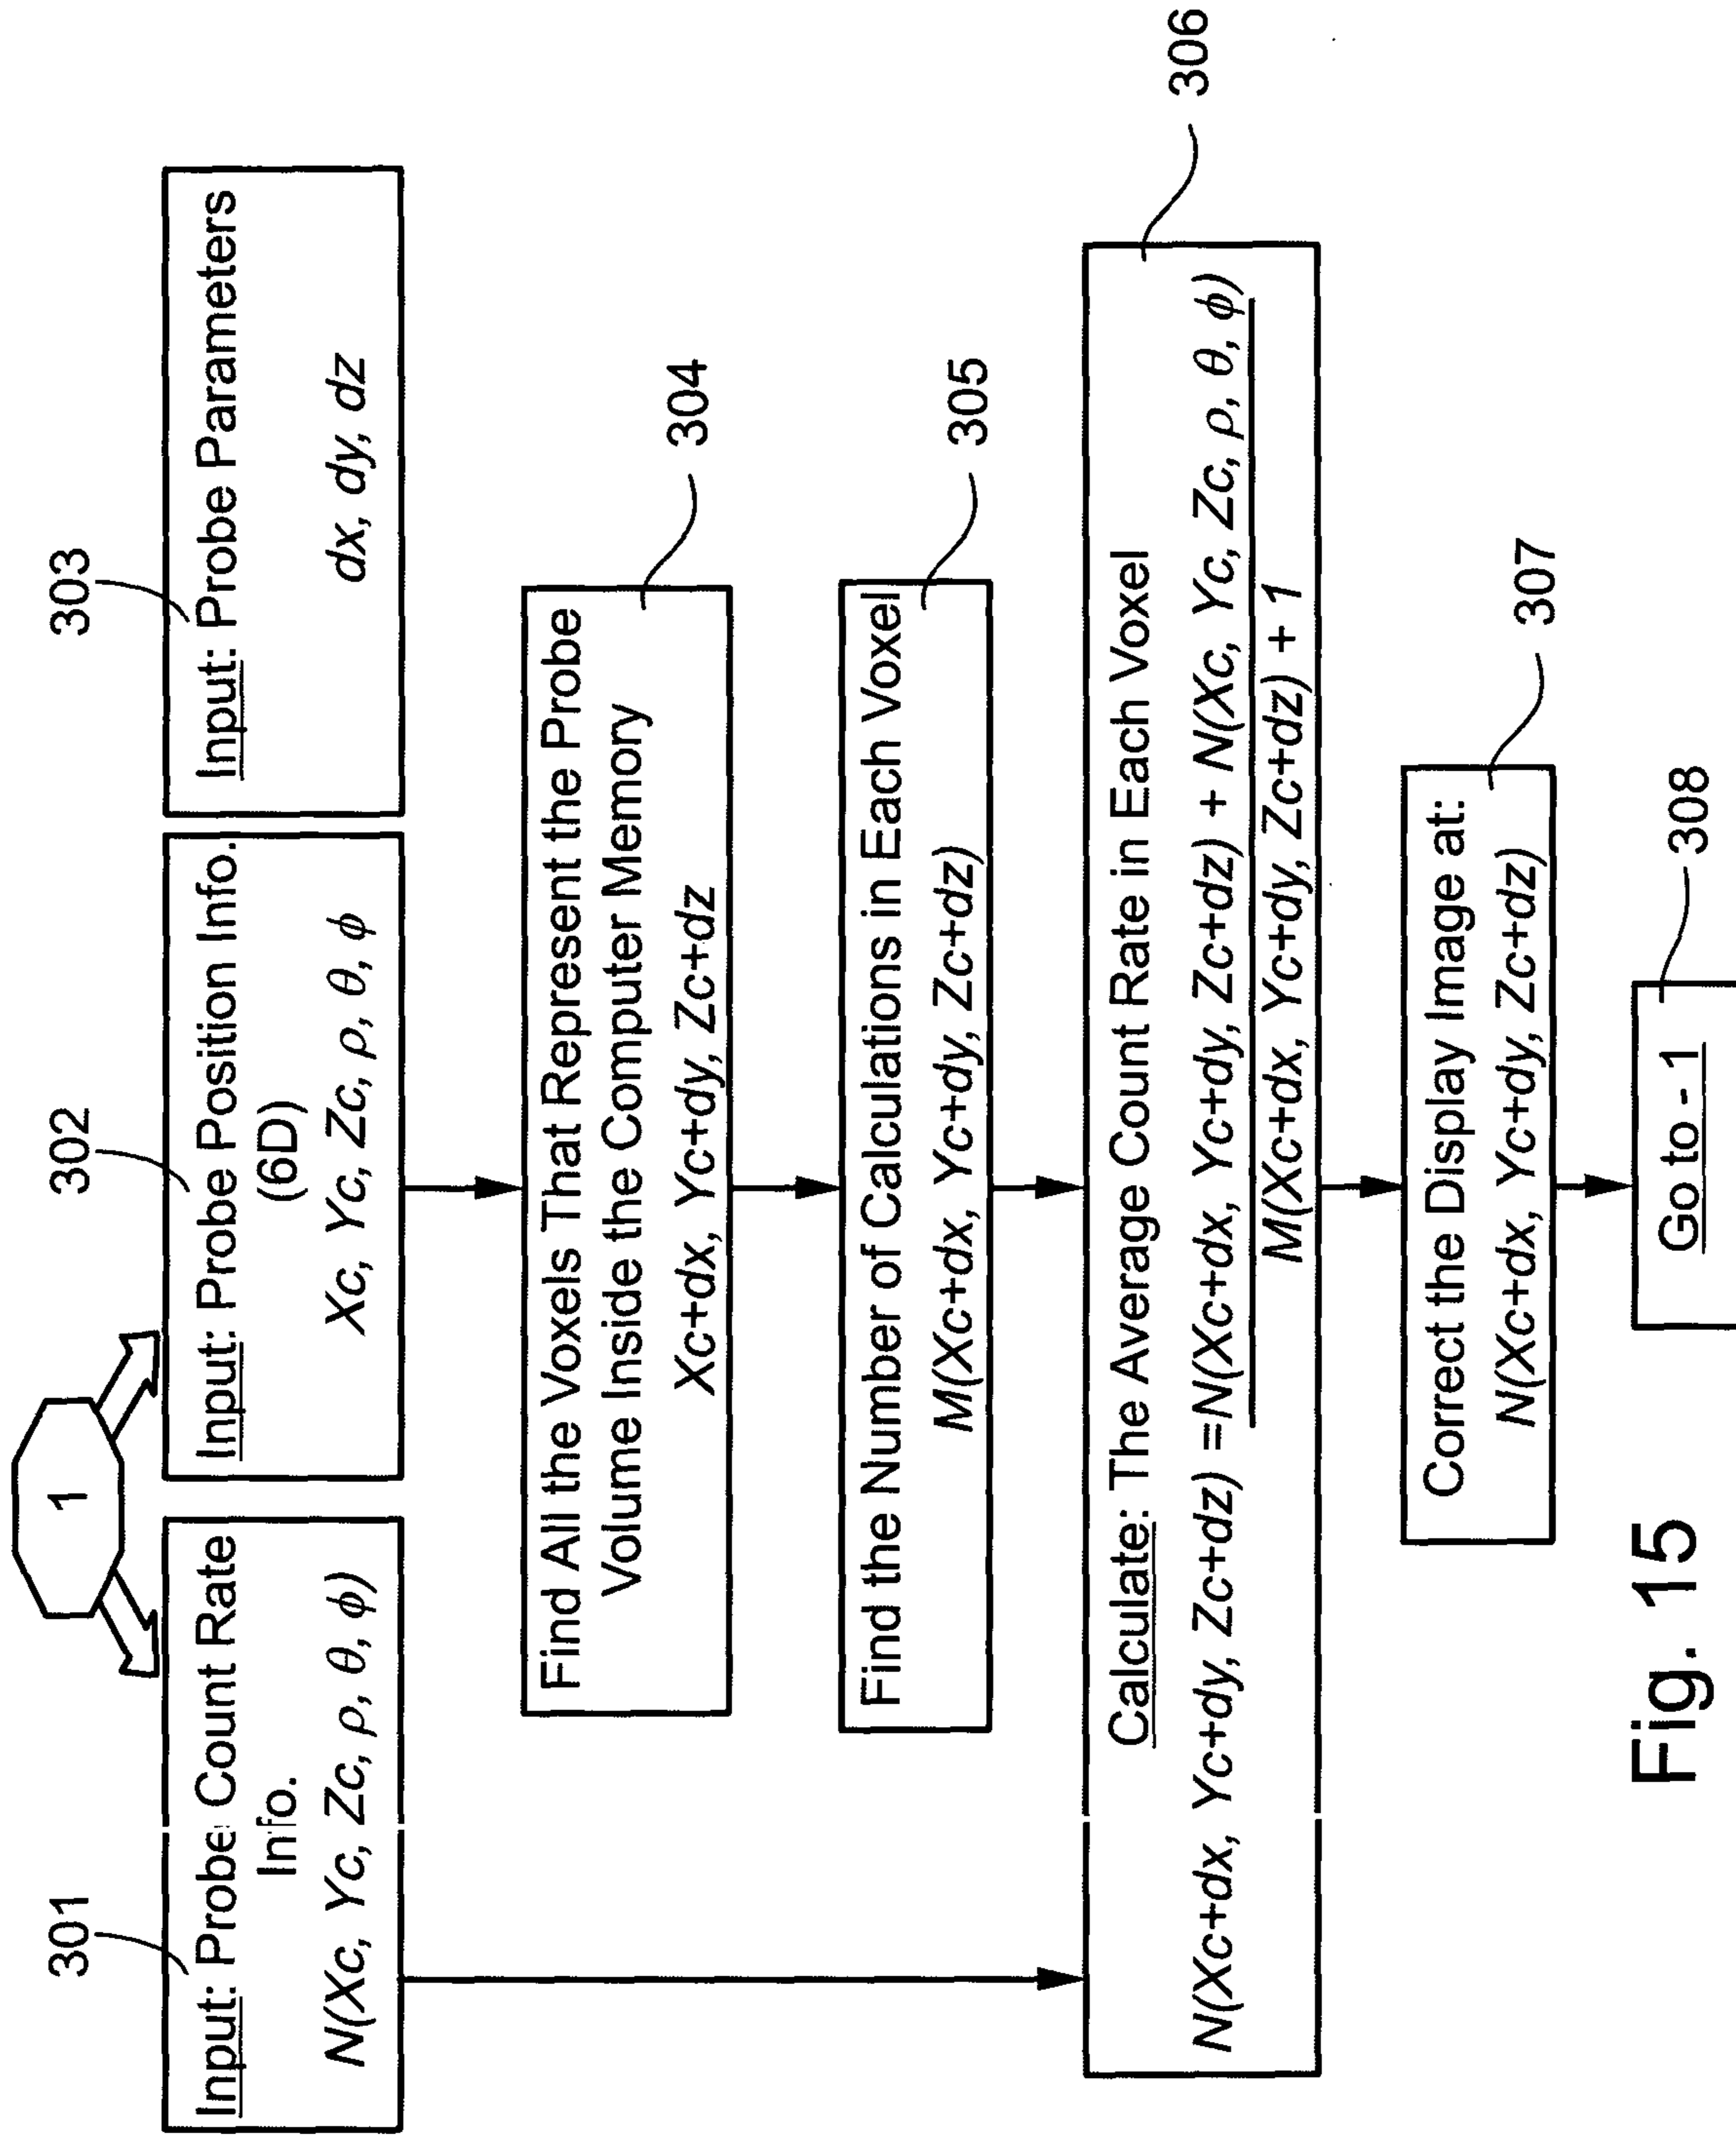 1
301
Input: Probe Count Rate
Info.
N(Xc, Yc, Zc, ρ, θ, ϕ)
302
Input: Probe Position Info.
(6D)
Xc, Yc, Zc, ρ, θ, ϕ
303
Input: Probe Parameters
dx, dy, dz
Find All the Voxels That Represent the Probe
Volume Inside the Computer Memory
Xc+dx, Yc+dy, Zc+dz
304
Find the Number of Calculations in Each Voxel
M(Xc+dx, Yc+dy, Zc+dz)
305
Calculate: The Average Count Rate in Each Voxel
N(Xc+dx, Yc+dy, Zc+dz) =N(Xc+dx, Yc+dy, Zc+dz) + N(Xc, Yc, Zc, ρ, θ, ϕ)
M(Xc+dx, Yc+dy, Zc+dz) + 1
306
Correct the Display Image at:
N(Xc+dx, Yc+dy, Zc+dz)
307
Go to - 1
308
Fig. 15